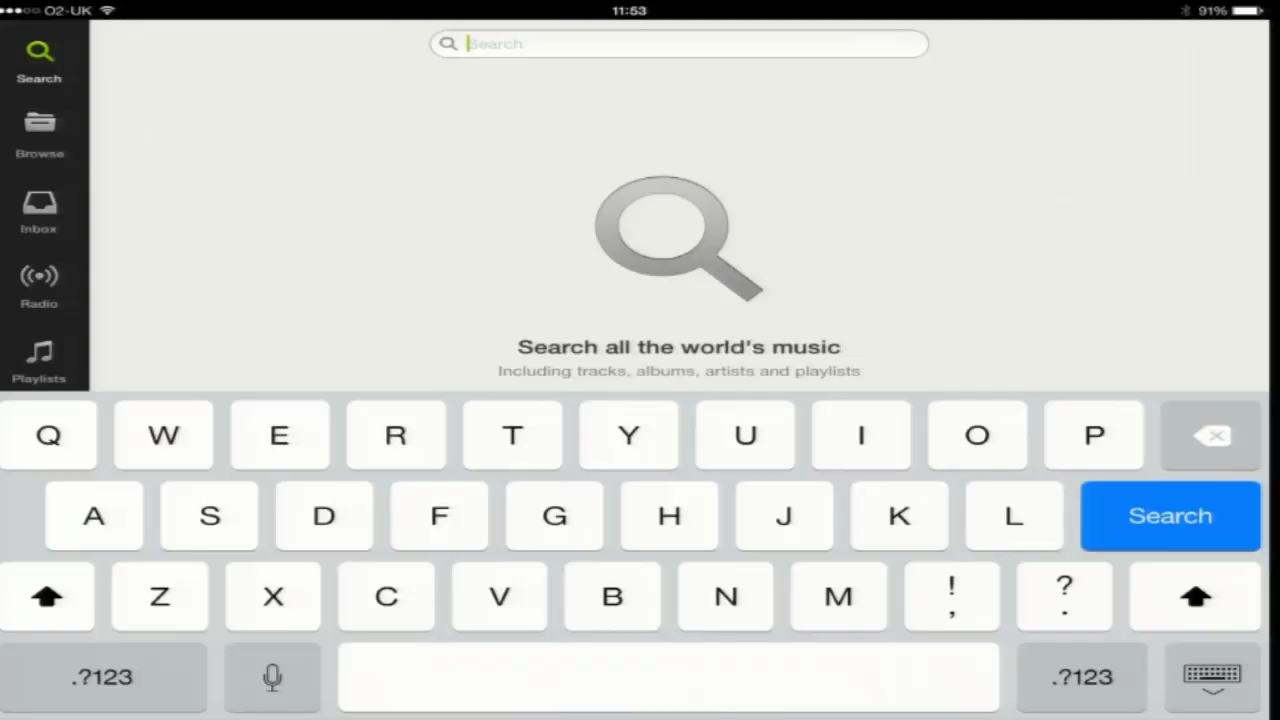 O2-UK 11:53 91%
Search
Search
Browse
Inbox
Radio
Playlists
Search all the world's music
Including tracks, albums, artists and playlists
Q W E R T Y U I O P
A S D F G H J K L Search
Z X C V B N M ! , ? .
.?123 .?123